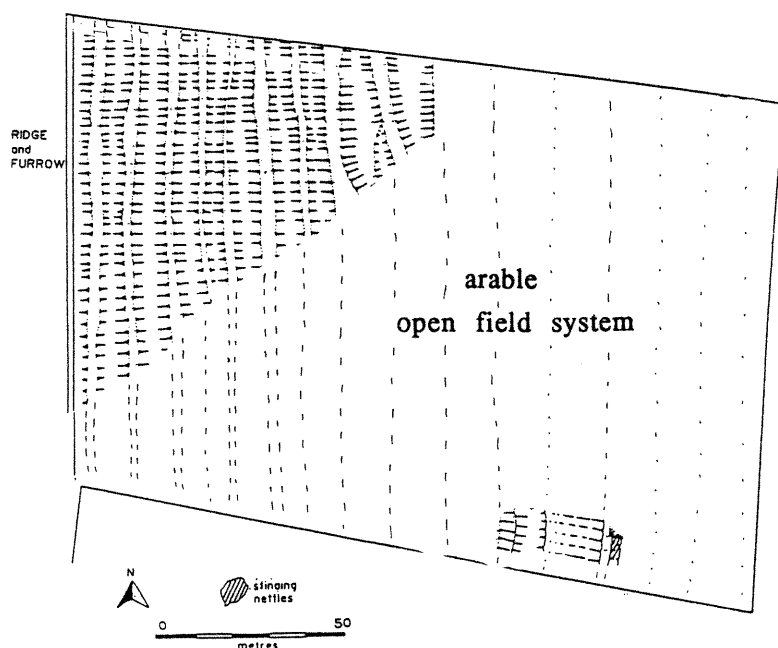 RIDGE
and
FURROW
arable
open field system
N
stinging
nettles
0 50
metres